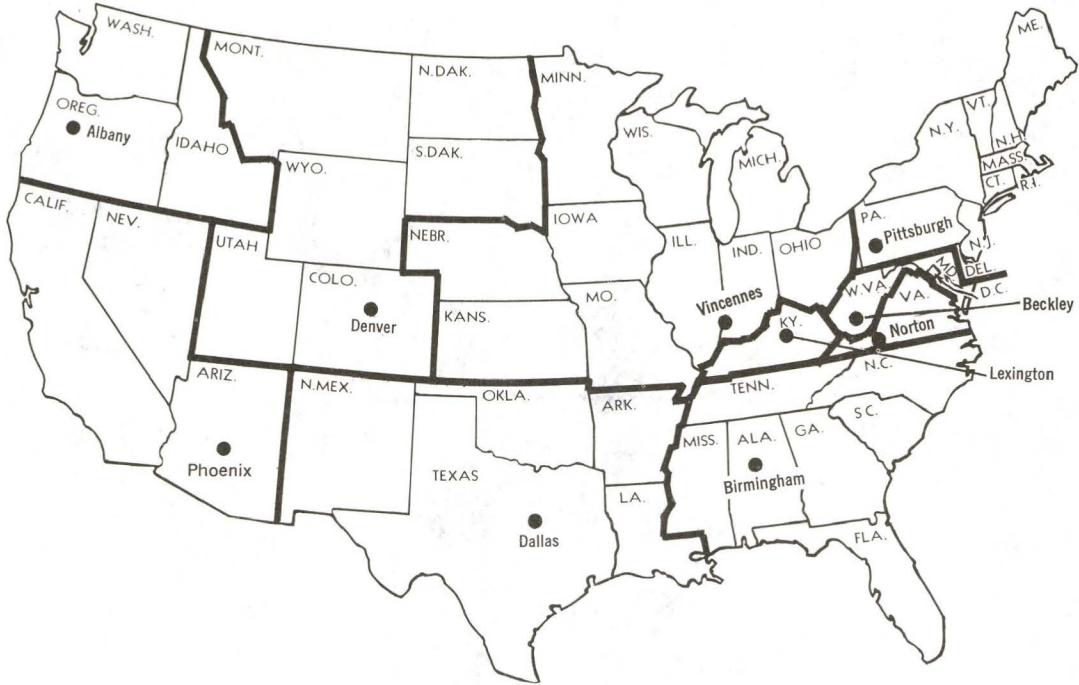 WASH.
MONT.
N.DAK.
MINN.
ME.
OREG.
Albany
IDAHO
WYO.
S.DAK.
WIS.
MICH.
N.Y.
VT.
N.H.
MASS.
CT.
R.I.
CALIF.
NEV.
UTAH
COLO.
Denver
NEBR.
KANS.
IOWA
MO.
ILL.
IND.
OHIO
PA.
Pittsburgh
N.J.
DEL.
MD.
D.C.
W.VA.
VA.
Vincennes
KY.
Norton
Beckley
Lexington
ARIZ.
Phoenix
N.MEX.
OKLA.
TEXAS
Dallas
ARK.
LA.
TENN.
N.C.
S.C.
MISS.
ALA.
Birmingham
GA.
FLA.